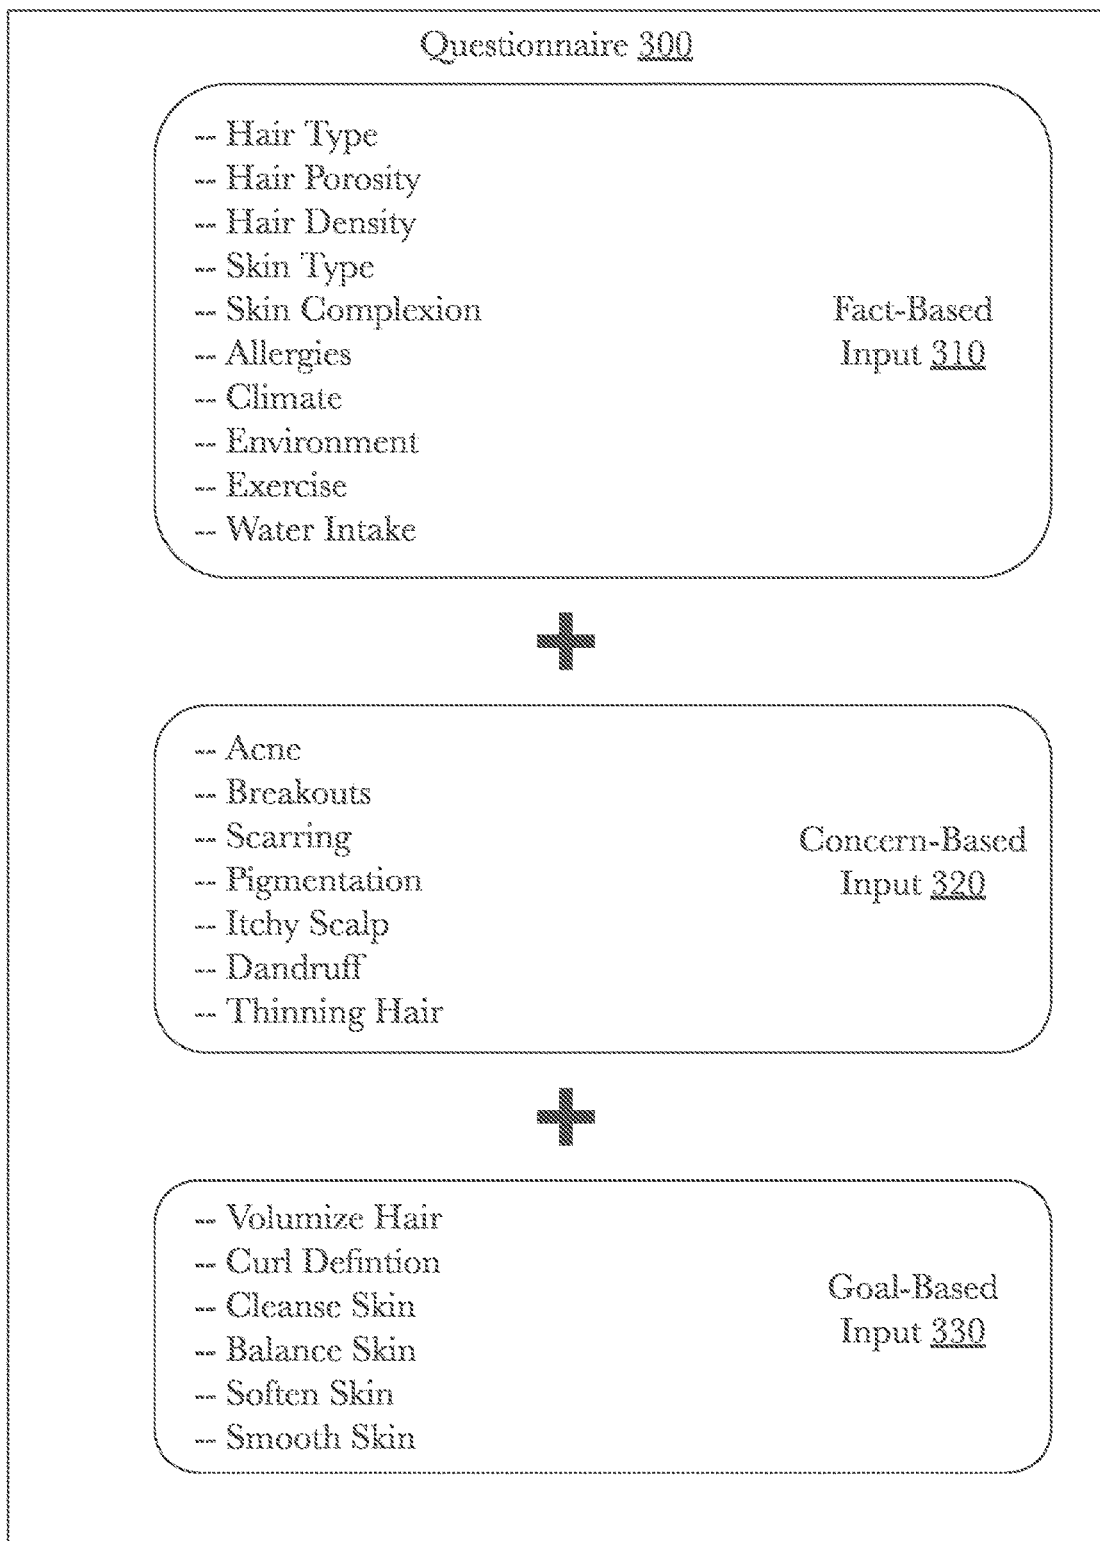 Questionnaire 300
-- Hair Type
-- Hair Porosity
-- Hair Density
-- Skin Type
-- Skin Complexion
-- Allergies
-- Climate
-- Environment
-- Exercise
-- Water Intake
Fact-Based
Input 310
+
-- Acne
-- Breakouts
-- Scarring
-- Pigmentation
-- Itchy Scalp
-- Dandruff
-- Thinning Hair
Concern-Based
Input 320
+
-- Volumize Hair
-- Curl Defintion
-- Cleanse Skin
-- Balance Skin
-- Soften Skin
-- Smooth Skin
Goal-Based
Input 330